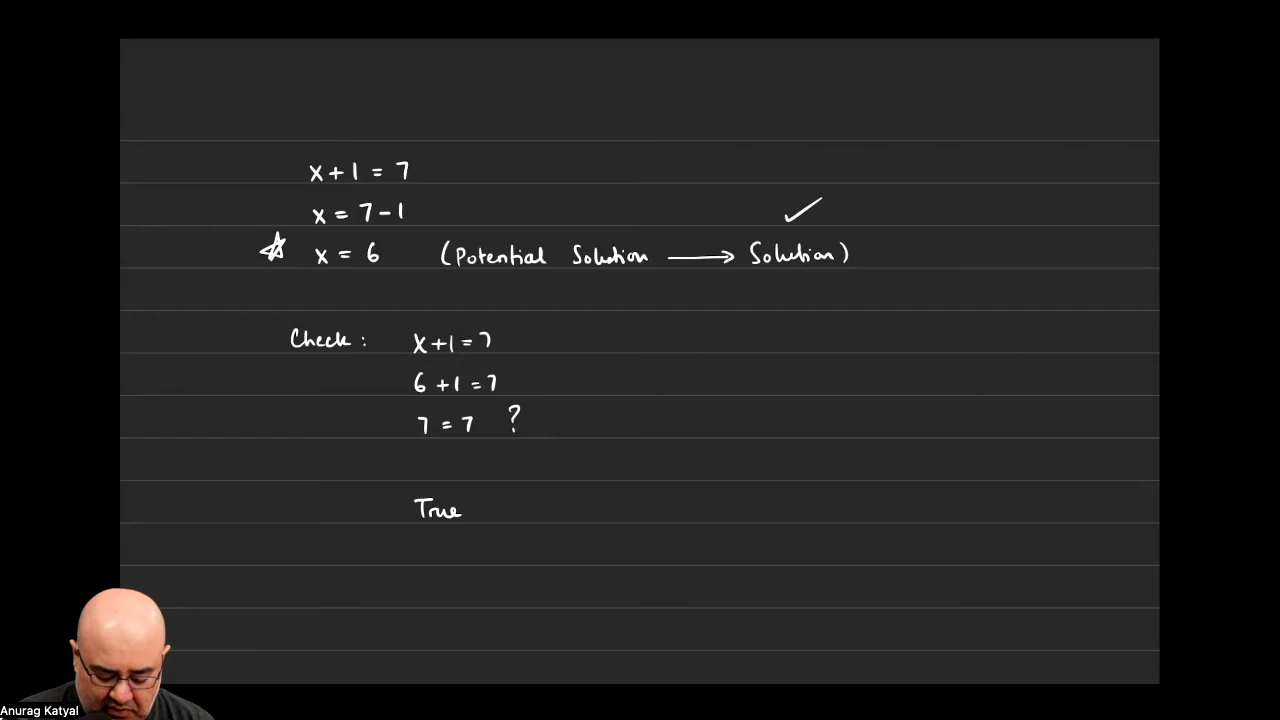 x + 1 = 7
x = 7 - 1
x = 6 (Potential Solution → Solution)
Check: x + 1 = 7
6 + 1 = 7
7 = 7 ?
True
Anurag Katyal